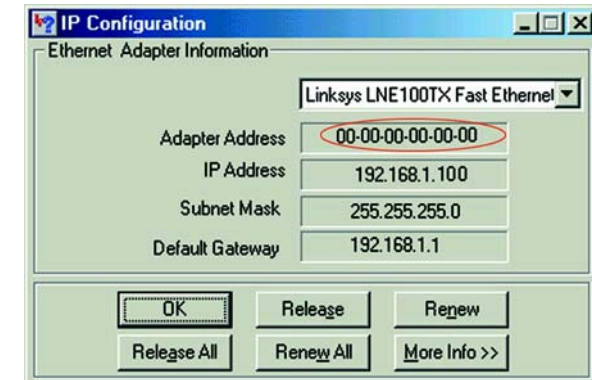 IP Configuration
Ethernet Adapter Information
Linksys LNE100TX Fast Ethernet
Adapter Address 00-00-00-00-00-00
IP Address 192.168.1.100
Subnet Mask 255.255.255.0
Default Gateway 192.168.1.1
OK Release Renew
Release All Renew All More Info >>